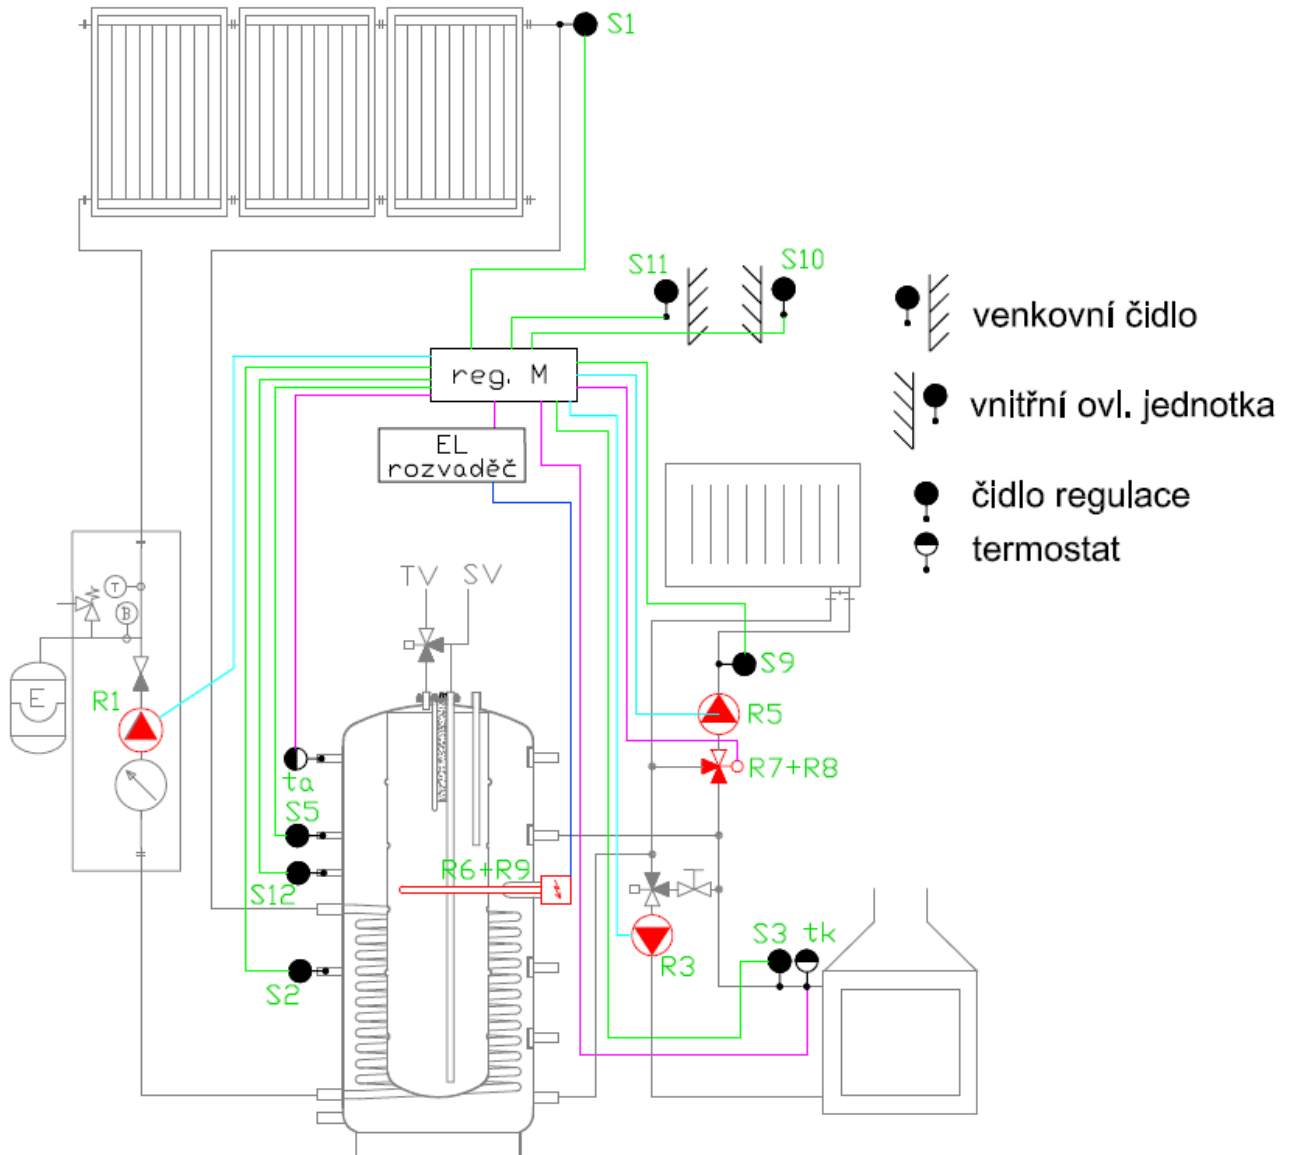 S1
S11
S10
venkovní čidlo
reg. M
vnitřní ovl. jednotka
EL
rozvaděč
čidlo regulace
termostat
TV
SV
T
B
E
R1
S9
R5
ta
R7+R8
S5
R6+R9
S12
T
S3 tk
R3
S2